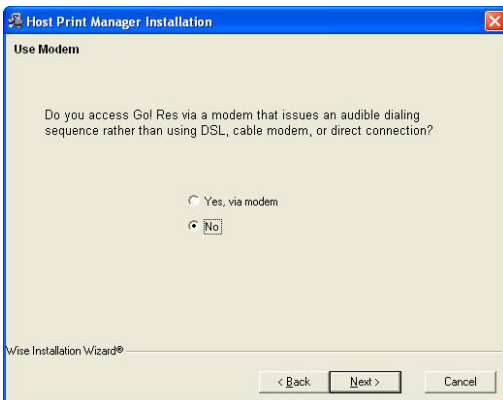 Host Print Manager Installation
Use Modem
Do you access Go! Res via a modem that issues an audible dialing
sequence rather than using DSL, cable modem, or direct connection?
Yes, via modem
No
Wise Installation Wizard®
< Back Next > Cancel